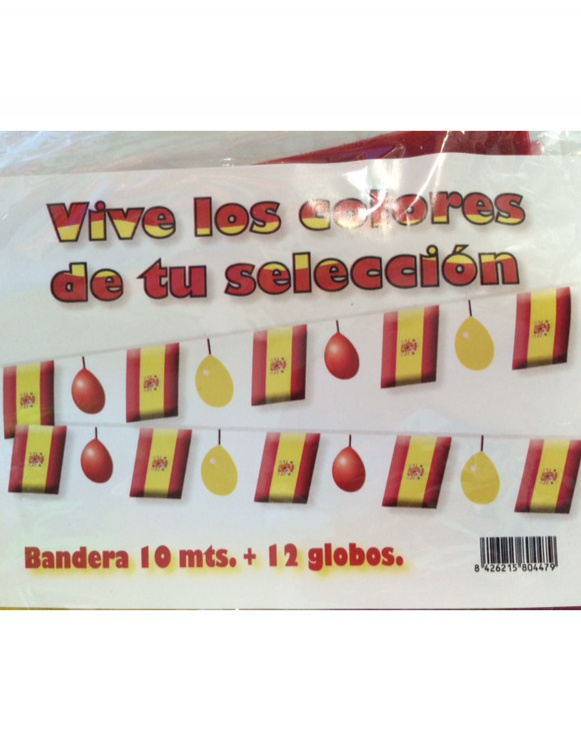 Vive los colores
de tu selección
Bandera 10 mts. + 12 globos.
8 426215 804479